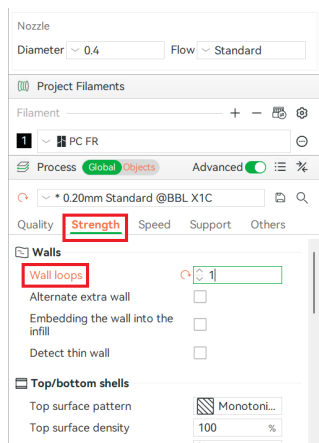 Nozzle
Diameter 0.4 Flow Standard
Project Filaments
Filament
1 PC FR
Process Global Objects Advanced
* 0.20mm Standard @BBL X1C
Quality Strength Speed Support Others
Walls
Wall loops 1
Alternate extra wall
Embedding the wall into the
infill
Detect thin wall
Top/bottom shells
Top surface pattern Monotoni...
Top surface density 100 %